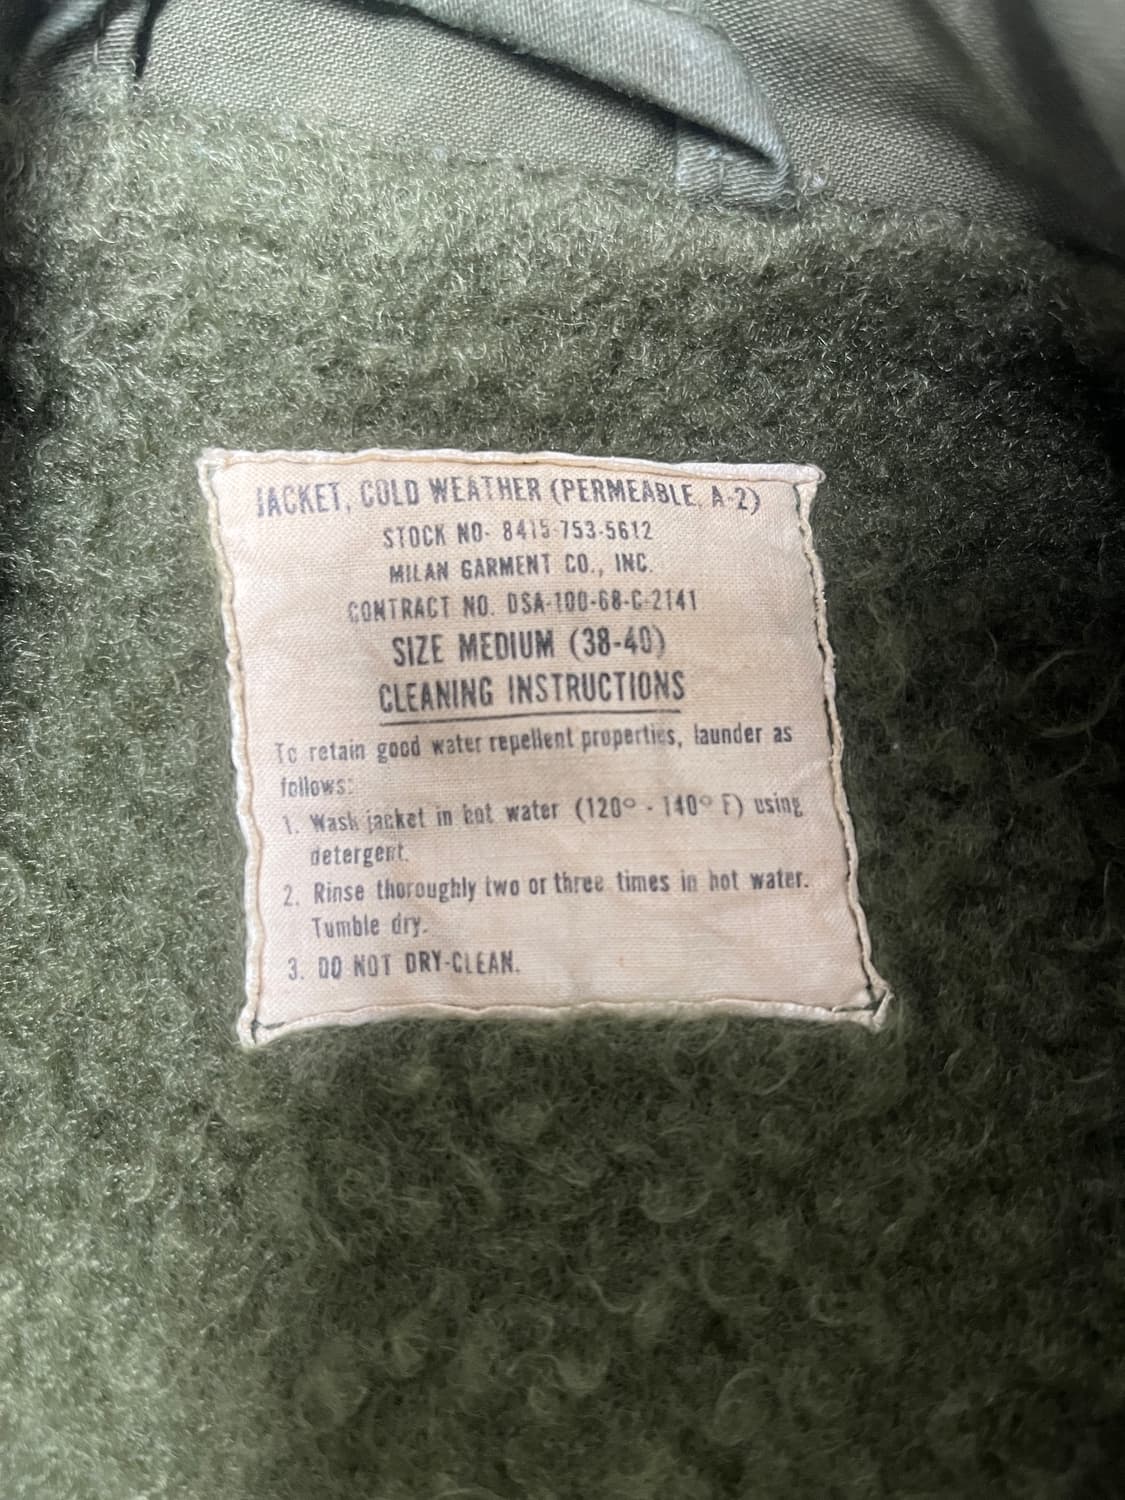 JACKET, COLD WEATHER (PERMEABLE, A-2)
STOCK NO. 8415-753-5612
MILAN GARMENT CO., INC.
CONTRACT NO. DSA-100-68-C-2141
SIZE MEDIUM (38-40)
CLEANING INSTRUCTIONS
To retain good water repellent properties, launder as
follows:
1. Wash jacket in hot water (120° - 140° F) using
detergent.
2. Rinse thoroughly two or three times in hot water.
Tumble dry.
3. DO NOT DRY-CLEAN.